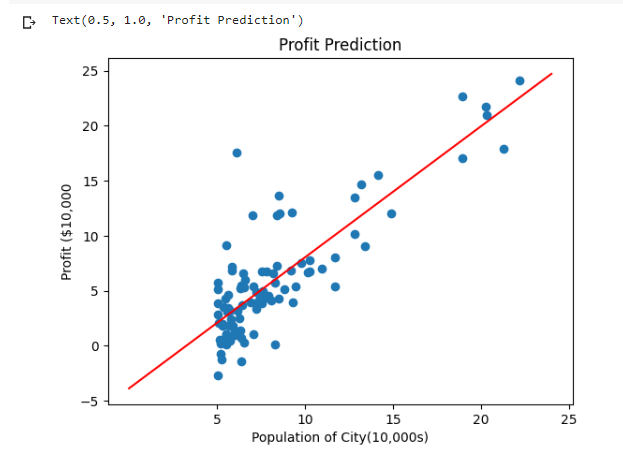 Text(0.5, 1.0, 'Profit Prediction')
Profit Prediction
25
20
15
10
5
0
−5
Profit ($10,000
5 10 15 20 25
Population of City(10,000s)